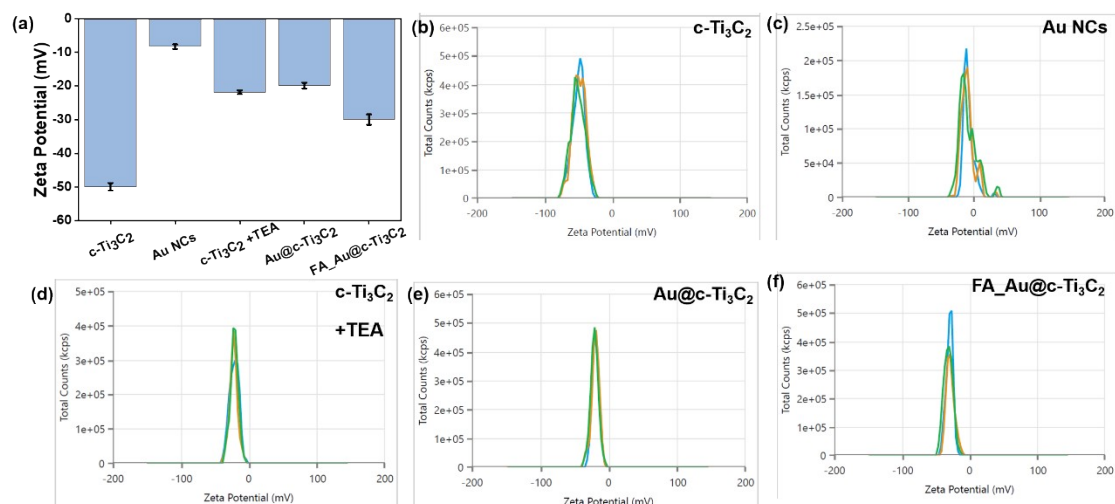 (a)
Zeta Potential (mV)
0
-10
-20
-30
-40
-50
-60
c-Ti₃C₂
Au NCs
c-Ti3C2 +TEA
Au@c-Ti3C2
FA_Au@c-Ti3C2
(b)
c-Ti₃C₂
Total Counts (kcps)
6e+05
5e+05
4e+05
3e+05
2e+05
1e+05
0
-200
-100
0
100
200
Zeta Potential (mV)
(c)
Au NCs
Total Counts (kcps)
2.5e+05
2e+05
1.5e+05
1e+05
5e+04
0
-200
-100
0
100
200
Zeta Potential (mV)
(d)
c-Ti₃C₂
+TEA
Total Counts (kcps)
5e+05
4e+05
3e+05
2e+05
1e+05
0
-200
-100
0
100
200
Zeta Potential (mV)
(e)
Au@c-Ti₃C₂
Total Counts (kcps)
6e+05
5e+05
4e+05
3e+05
2e+05
1e+05
0
-200
-100
0
100
200
Zeta Potential (mV)
(f)
FA_Au@c-Ti₃C₂
Total Counts (kcps)
6e+05
5e+05
4e+05
3e+05
2e+05
1e+05
0
-200
-100
0
100
200
Zeta Potential (mV)